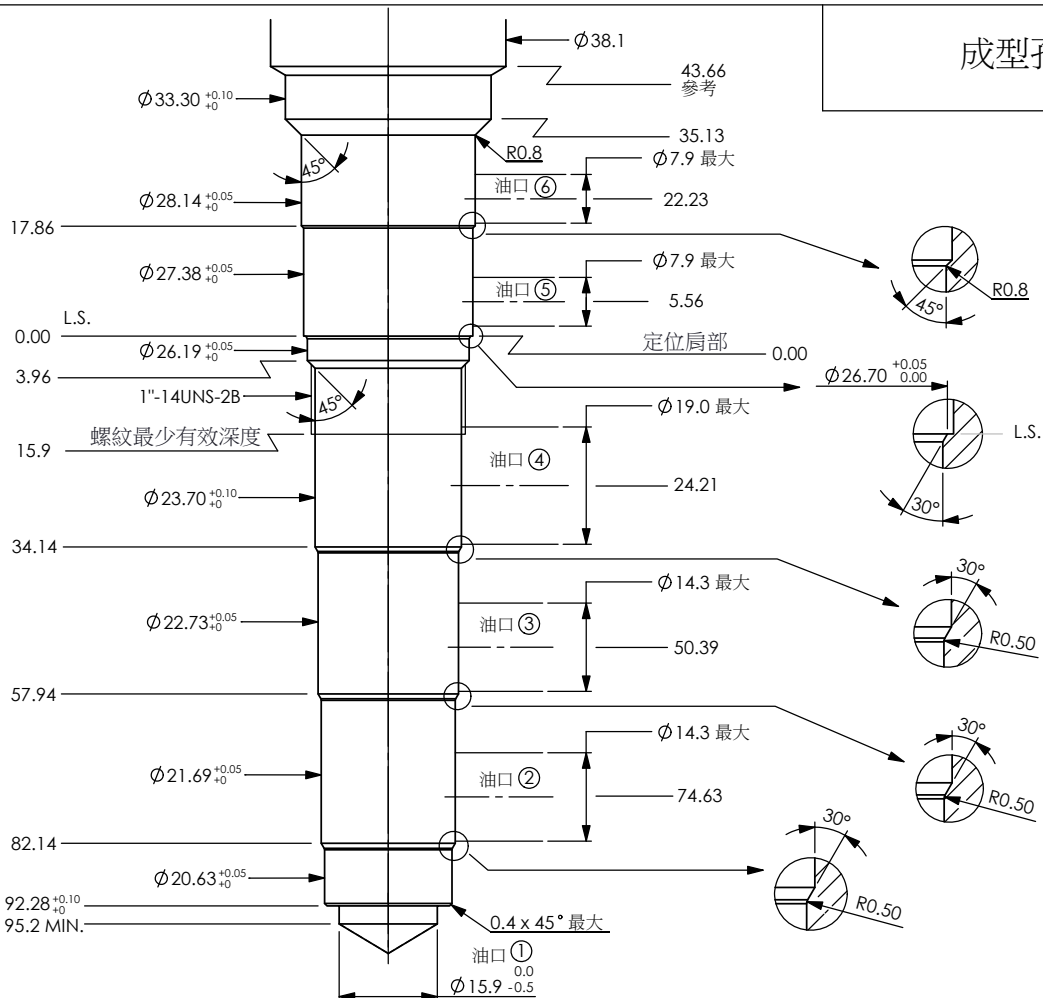 成型孔
Ø38.1
43.66
參考
Ø33.30 +0.10 +0
35.13
R0.8
45°
Ø7.9 最大
油口 ⑥
22.23
Ø28.14 +0.05 +0
17.86
Ø7.9 最大
Ø27.38 +0.05 +0
油口 ⑤
5.56
R0.8
45°
L.S.
0.00
定位肩部
0.00
Ø26.19 +0.05 +0
3.96
Ø26.70 +0.05 0.00
1"-14UNS-2B
45°
Ø19.0 最大
螺紋最少有效深度
15.9
L.S.
油口 ④
24.21
Ø23.70 +0.10 +0
30°
34.14
30°
Ø14.3 最大
Ø22.73 +0.05 +0
油口 ③
R0.50
50.39
57.94
Ø14.3 最大
30°
Ø21.69 +0.05 +0
油口 ②
74.63
R0.50
30°
82.14
Ø20.63 +0.05 +0
92.28 +0.10 +0
R0.50
95.2 MIN.
0.4 x 45° 最大
油口 ①
Ø15.9 0.0 -0.5